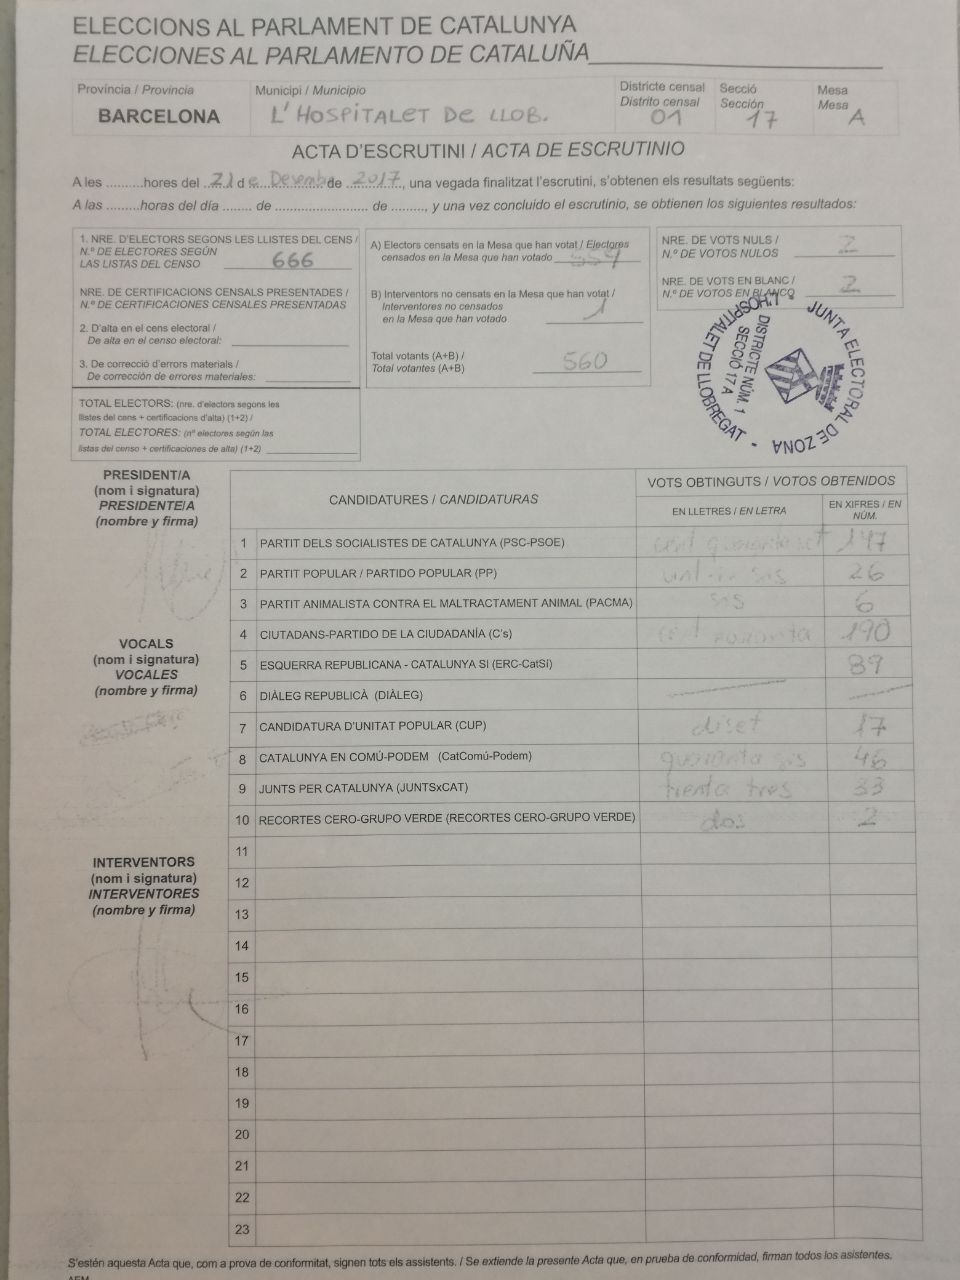 ELECCIONS AL PARLAMENT DE CATALUNYA
ELECCIONES AL PARLAMENTO DE CATALUÑA
Provincia / Provincia
BARCELONA
Municipi / Municipio
L'HOSPITALET DE LLOB.
Districte censal
Distrito censal
01
Secció
Sección
17
Mesa
Mesa
A
ACTA D'ESCRUTINI / ACTA DE ESCRUTINIO
A les .........hores del 21 de Desembre de 2017, una vegada finalitzat l'escrutini, s'obtenen els resultats següents:
A las .........horas del día ........ de ......................... de ........., y una vez concluido el escrutinio, se obtienen los siguientes resultados:
1. NRE. D'ELECTORS SEGONS LES LLISTES DEL CENS /
N.º DE ELECTORES SEGÚN
LAS LISTAS DEL CENSO 666
NRE. DE CERTIFICACIONS CENSALS PRESENTADES /
N.º DE CERTIFICACIONES CENSALES PRESENTADAS
2. D'alta en el cens electoral /
De alta en el censo electoral:
3. De correcció d'errors materials /
De corrección de errores materiales:
TOTAL ELECTORS: (nre. d'electors segons les
llistes del cens + certificacions d'alta) (1+2) /
TOTAL ELECTORES: (nº electores según las
listas del censo + certificaciones de alta) (1+2)
A) Electors censats en la Mesa que han votat / Electores
censados en la Mesa que han votado 559
B) Interventors no censats en la Mesa que han votat /
Interventores no censados
en la Mesa que han votado 1
Total votants (A+B) /
Total votantes (A+B) 560
NRE. DE VOTS NULS /
N.º DE VOTOS NULOS 2
NRE. DE VOTS EN BLANC /
N.º DE VOTOS EN BLANCO 2
JUNTA ELECTORAL DE ZONA - L'HOSPITALET DE LLOBREGAT -
DISTRICTE NÚM. 1
SECCIÓ 17 A
PRESIDENT/A
(nom i signatura)
PRESIDENTE/A
(nombre y firma)
VOCALS
(nom i signatura)
VOCALES
(nombre y firma)
INTERVENTORS
(nom i signatura)
INTERVENTORES
(nombre y firma)
CANDIDATURES / CANDIDATURAS
VOTS OBTINGUTS / VOTOS OBTENIDOS
EN LLETRES / EN LETRA
EN XIFRES / EN
NÚM.
1 PARTIT DELS SOCIALISTES DE CATALUNYA (PSC-PSOE) cent quaranta set 147
2 PARTIT POPULAR / PARTIDO POPULAR (PP) vint-i-sis 26
3 PARTIT ANIMALISTA CONTRA EL MALTRACTAMENT ANIMAL (PACMA) sis 6
4 CIUTADANS-PARTIDO DE LA CIUDADANÍA (C's) cent noranta 190
5 ESQUERRA REPUBLICANA - CATALUNYA SI (ERC-CatSI) 89
6 DIÀLEG REPUBLICÀ (DIÀLEG)
7 CANDIDATURA D'UNITAT POPULAR (CUP) diset 17
8 CATALUNYA EN COMÚ-PODEM (CatComú-Podem) quaranta sis 46
9 JUNTS PER CATALUNYA (JUNTSxCAT) trenta tres 33
10 RECORTES CERO-GRUPO VERDE (RECORTES CERO-GRUPO VERDE) dos 2
11
12
13
14
15
16
17
18
19
20
21
22
23
S'estén aquesta Acta que, com a prova de conformitat, signen tots els assistents. / Se extiende la presente Acta que, en prueba de conformidad, firman todos los asistentes.